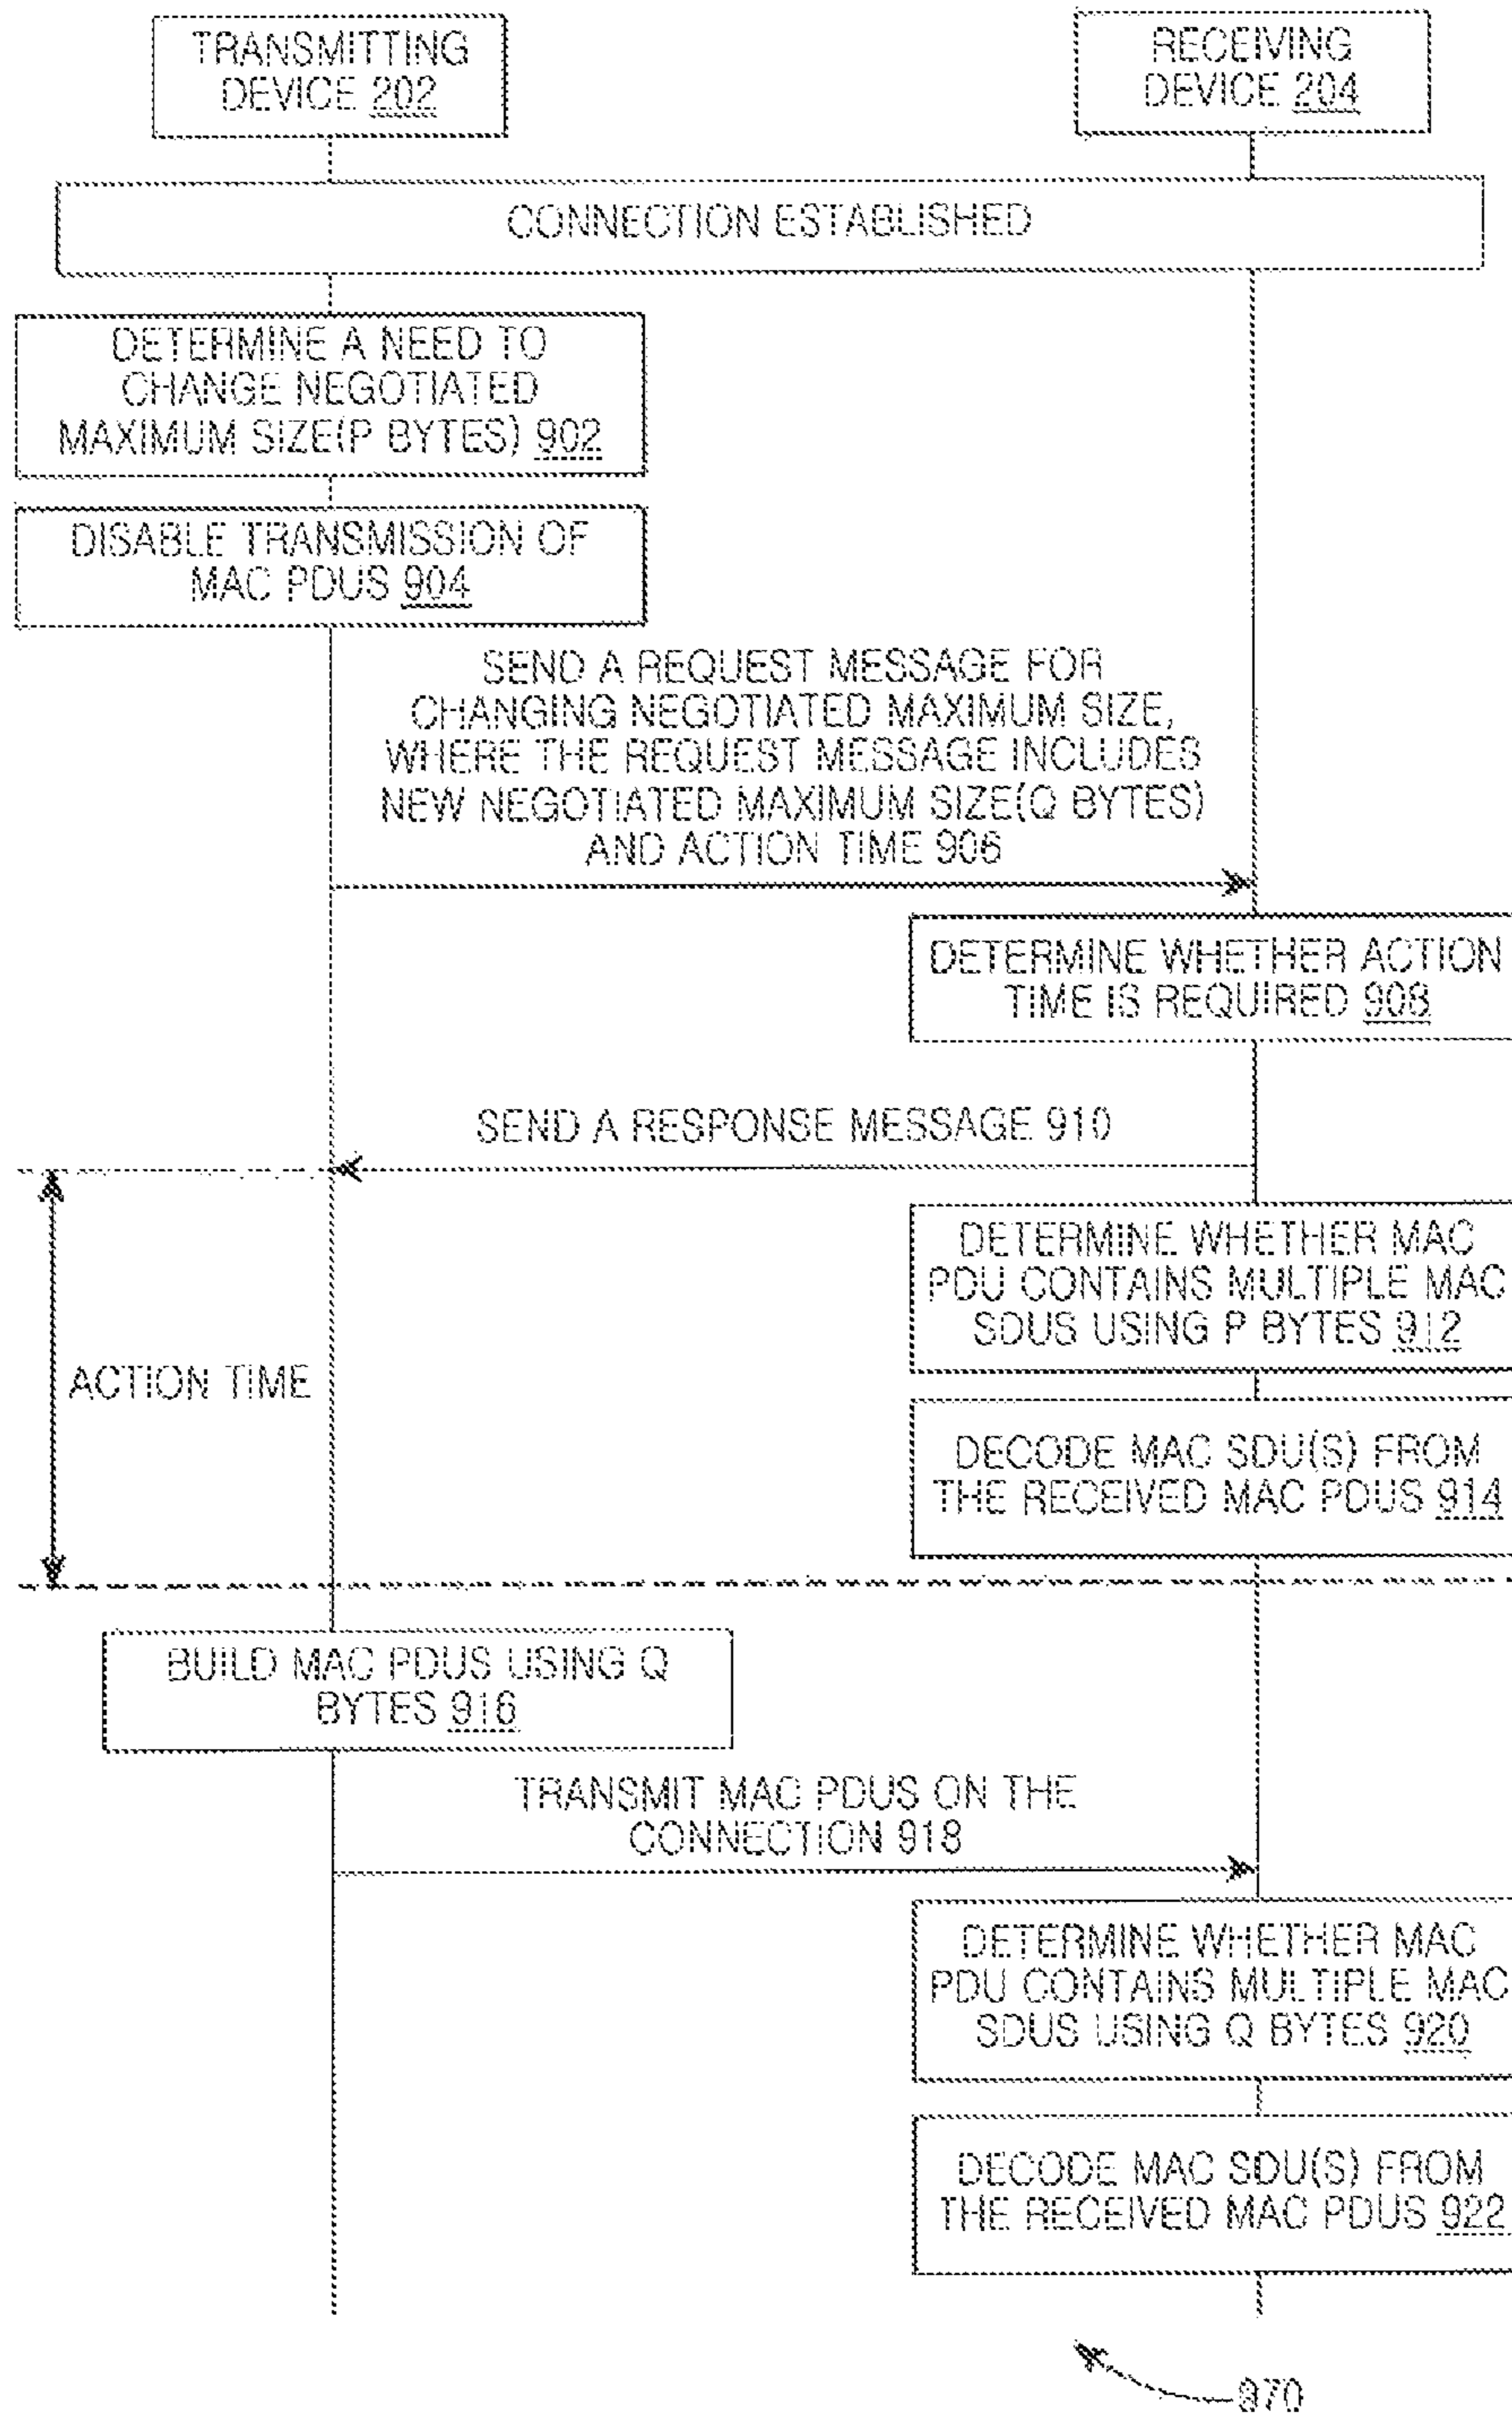 TRANSMITTING
DEVICE 202
RECEIVING
DEVICE 204
CONNECTION ESTABLISHED
DETERMINE A NEED TO
CHANGE NEGOTIATED
MAXIMUM SIZE(P BYTES) 902
DISABLE TRANSMISSION OF
MAC PDUS 904
SEND A REQUEST MESSAGE FOR
CHANGING NEGOTIATED MAXIMUM SIZE,
WHERE THE REQUEST MESSAGE INCLUDES
NEW NEGOTIATED MAXIMUM SIZE(Q BYTES)
AND ACTION TIME 906
DETERMINE WHETHER ACTION
TIME IS REQUIRED 908
SEND A RESPONSE MESSAGE 910
DETERMINE WHETHER MAC
PDU CONTAINS MULTIPLE MAC
SDUS USING P BYTES 912
ACTION TIME
DECODE MAC SDU(S) FROM
THE RECEIVED MAC PDUS 914
BUILD MAC PDUS USING Q
BYTES 916
TRANSMIT MAC PDUS ON THE
CONNECTION 918
DETERMINE WHETHER MAC
PDU CONTAINS MULTIPLE MAC
SDUS USING Q BYTES 920
DECODE MAC SDU(S) FROM
THE RECEIVED MAC PDUS 922
970